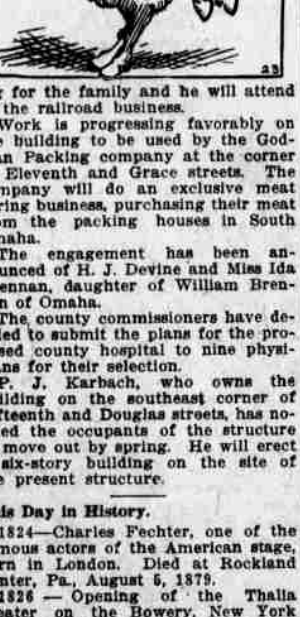 23
for the family and he will attend
the railroad business.
Work is progressing favorably on
building to be used by the God-
an Packing company at the corner
Eleventh and Grace streets. The
mpany will do an exclusive meat
ring business, purchasing their meat
om the packing houses in South
naha.
The engagement has been an-
unced of H. J. Devine and Miss Ida
ennan, daughter of William Bren-
n of Omaha.
The county commissioners have de-
led to submit the plans for the pro-
sed county hospital to nine physi-
ns for their selection.
P. J. Karbach, who owns the
ilding on the southeast corner of
fteenth and Douglas streets, has no-
ed the occupants of the structure
move out by spring. He will erect
six-story building on the site of
e present structure.
is Day in History.
1824—Charles Fechter, one of the
mous actors of the American stage,
rn in London. Died at Rockland
nter, Pa., August 5, 1879.
1826 — Opening of the Thalia
eater on the Bowery, New York